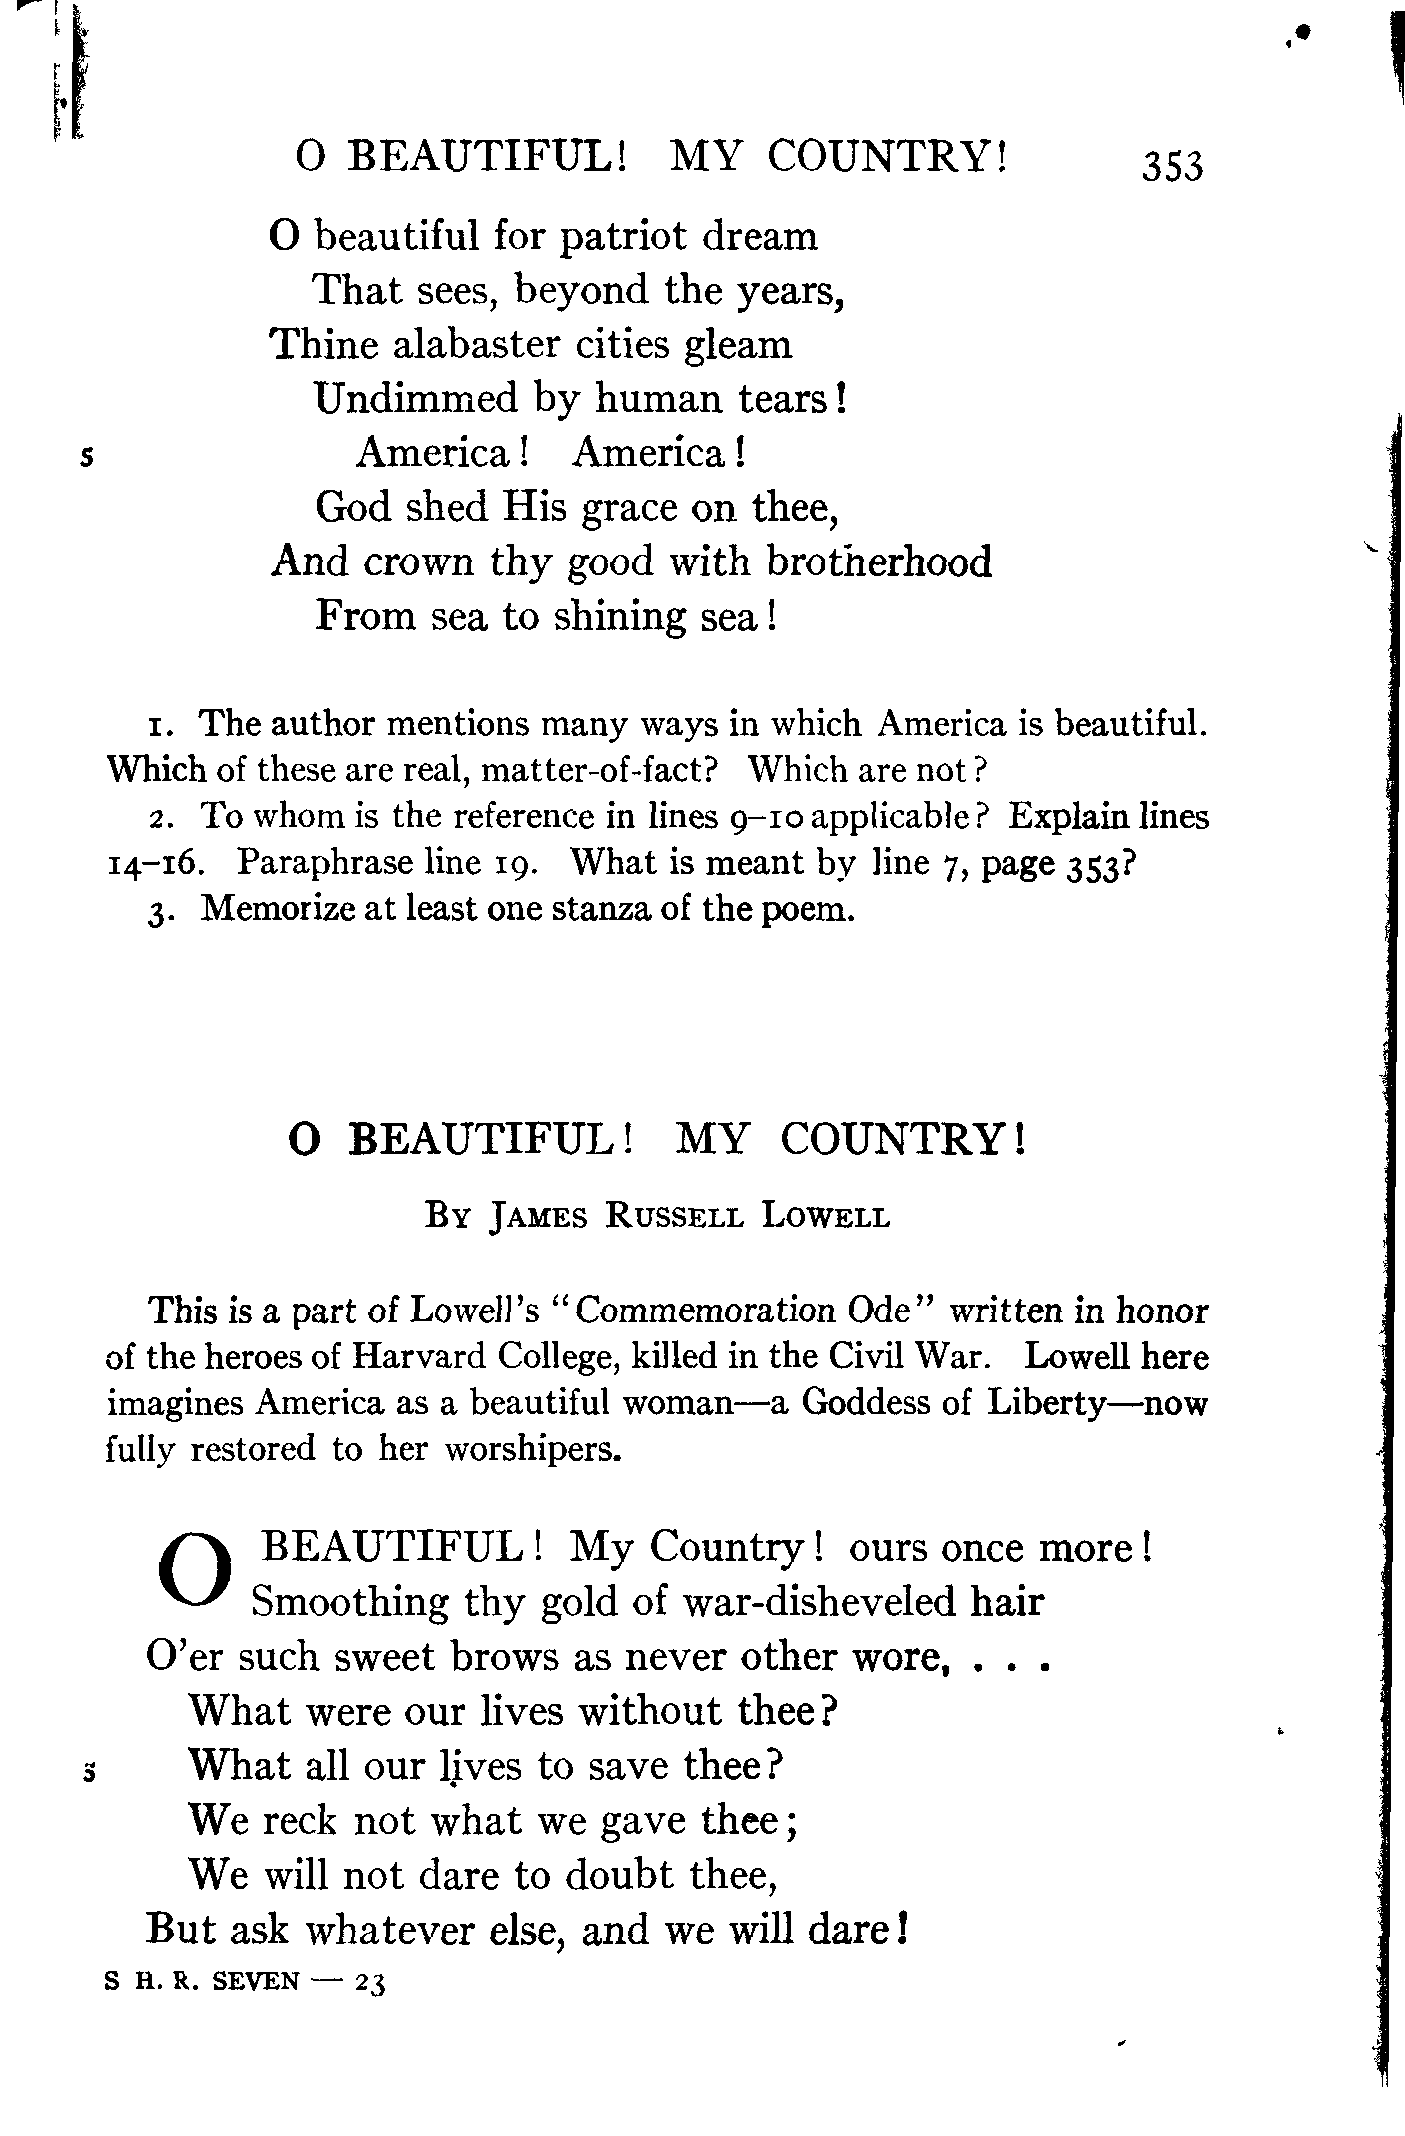 O BEAUTIFUL! MY COUNTRY! 353
O beautiful for patriot dream
That sees, beyond the years,
Thine alabaster cities gleam
Undimmed by human tears!
5 America! America!
God shed His grace on thee,
And crown thy good with brotherhood
From sea to shining sea!
1. The author mentions many ways in which America is beautiful.
Which of these are real, matter-of-fact? Which are not?
2. To whom is the reference in lines 9–10 applicable? Explain lines
14–16. Paraphrase line 19. What is meant by line 7, page 353?
3. Memorize at least one stanza of the poem.
O BEAUTIFUL! MY COUNTRY!
By James Russell Lowell
This is a part of Lowell's "Commemoration Ode" written in honor
of the heroes of Harvard College, killed in the Civil War. Lowell here
imagines America as a beautiful woman—a Goddess of Liberty—now
fully restored to her worshipers.
O BEAUTIFUL! My Country! ours once more!
Smoothing thy gold of war-disheveled hair
O'er such sweet brows as never other wore, . . .
What were our lives without thee?
5 What all our lives to save thee?
We reck not what we gave thee;
We will not dare to doubt thee,
But ask whatever else, and we will dare!
S H. R. SEVEN — 23